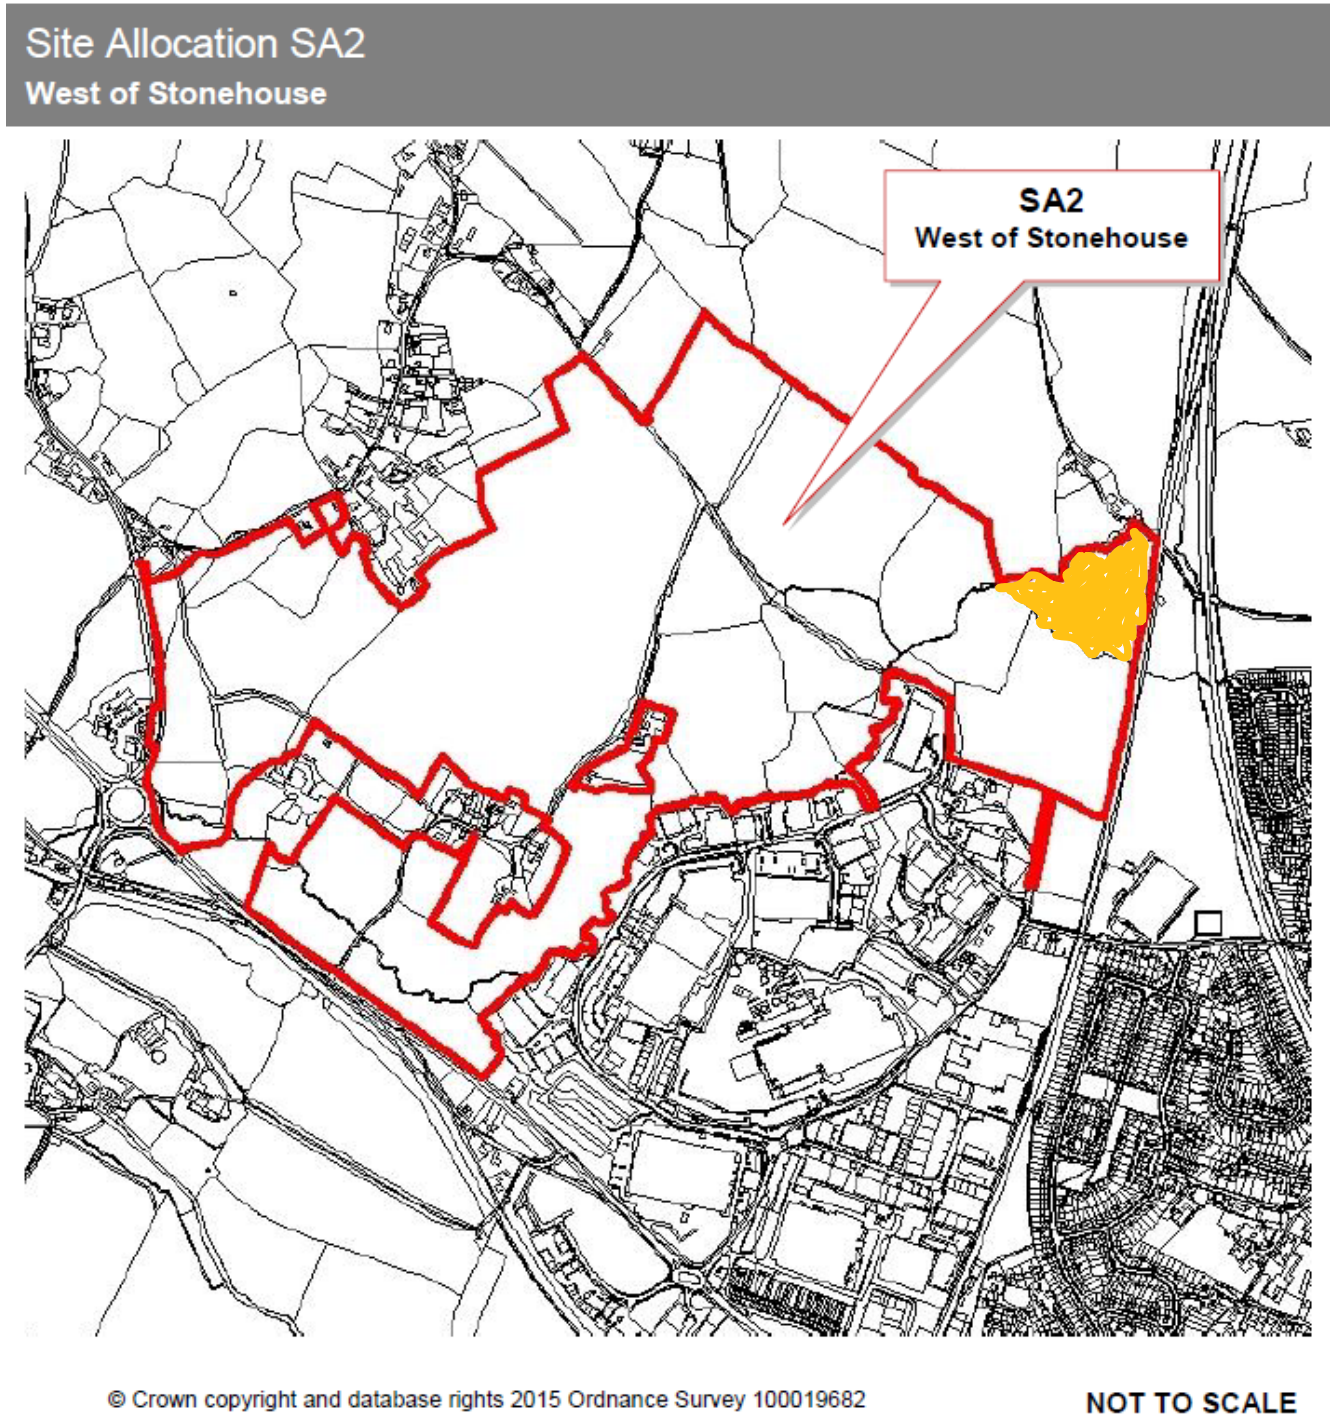 Site Allocation SA2
West of Stonehouse
SA2
West of Stonehouse
© Crown copyright and database rights 2015 Ordnance Survey 100019682
NOT TO SCALE